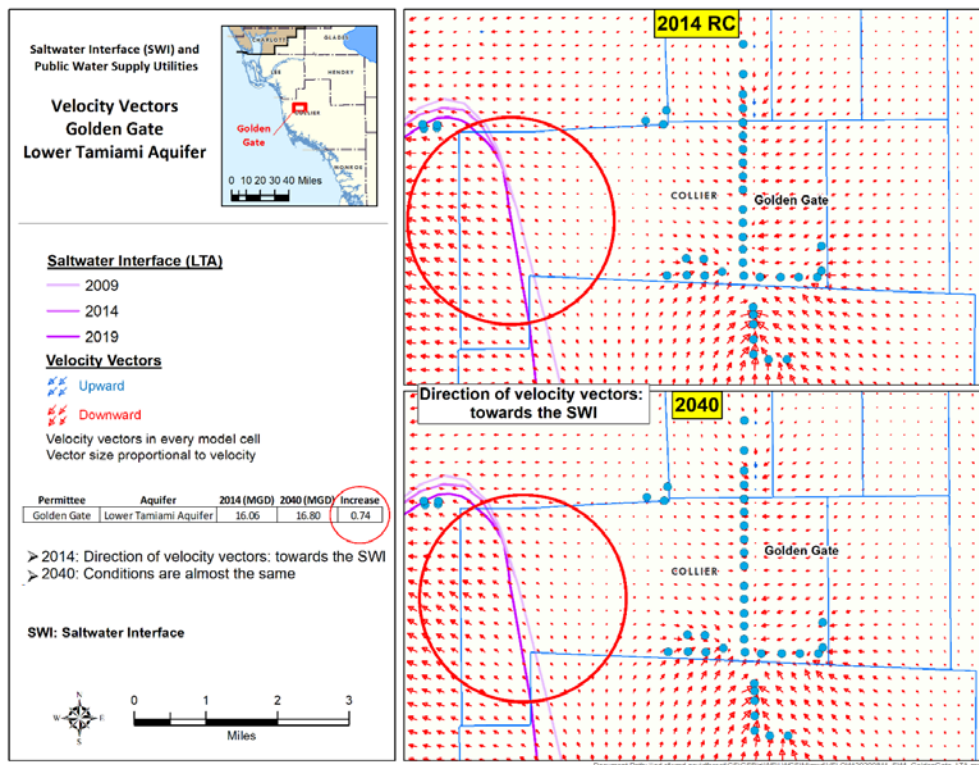 Saltwater Interface (SWI) and
Public Water Supply Utilities
Velocity Vectors
Golden Gate
Lower Tamiami Aquifer
CHARLOTT
GLADES
LEE
HENDRY
COLLIER
Golden
Gate
MONROE
0 10 20 30 40 Miles
Saltwater Interface (LTA)
2009
2014
2019
Velocity Vectors
Upward
Downward
Velocity vectors in every model cell
Vector size proportional to velocity
Permittee Aquifer 2014 (MGD) 2040 (MGD) Increase
Golden Gate Lower Tamiami Aquifer 16.06 16.80 0.74
➢ 2014: Direction of velocity vectors: towards the SWI
➢ 2040: Conditions are almost the same
SWI: Saltwater Interface
N
W E
S
0 1 2 3
Miles
2014 RC
COLLIER
Golden Gate
Direction of velocity vectors:
towards the SWI
2040
Golden Gate
COLLIER